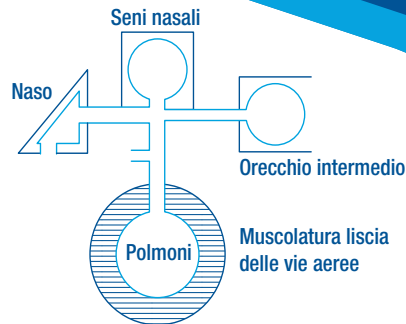 Seni nasali
Naso
Orecchio intermedio
Polmoni
Muscolatura liscia
delle vie aeree